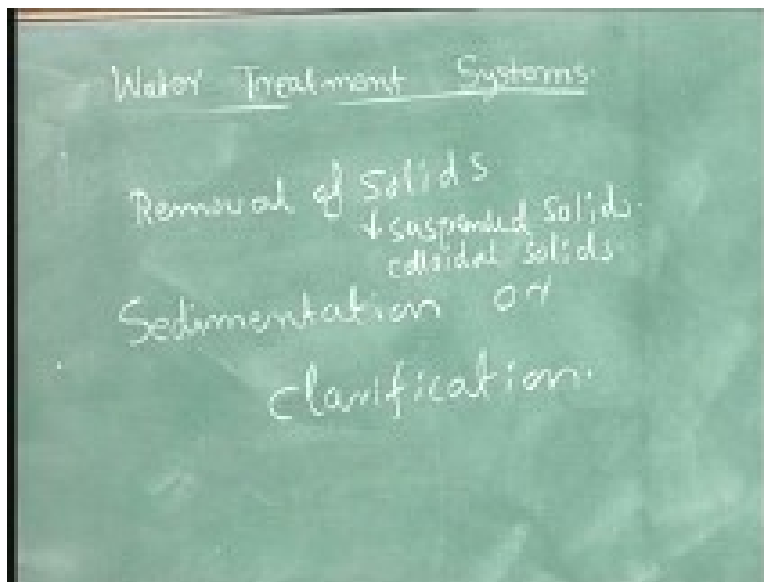 Water Treatment Systems.
Removal of solids
↓ suspended solids.
colloidal solids.
Sedimentation or
clarification.